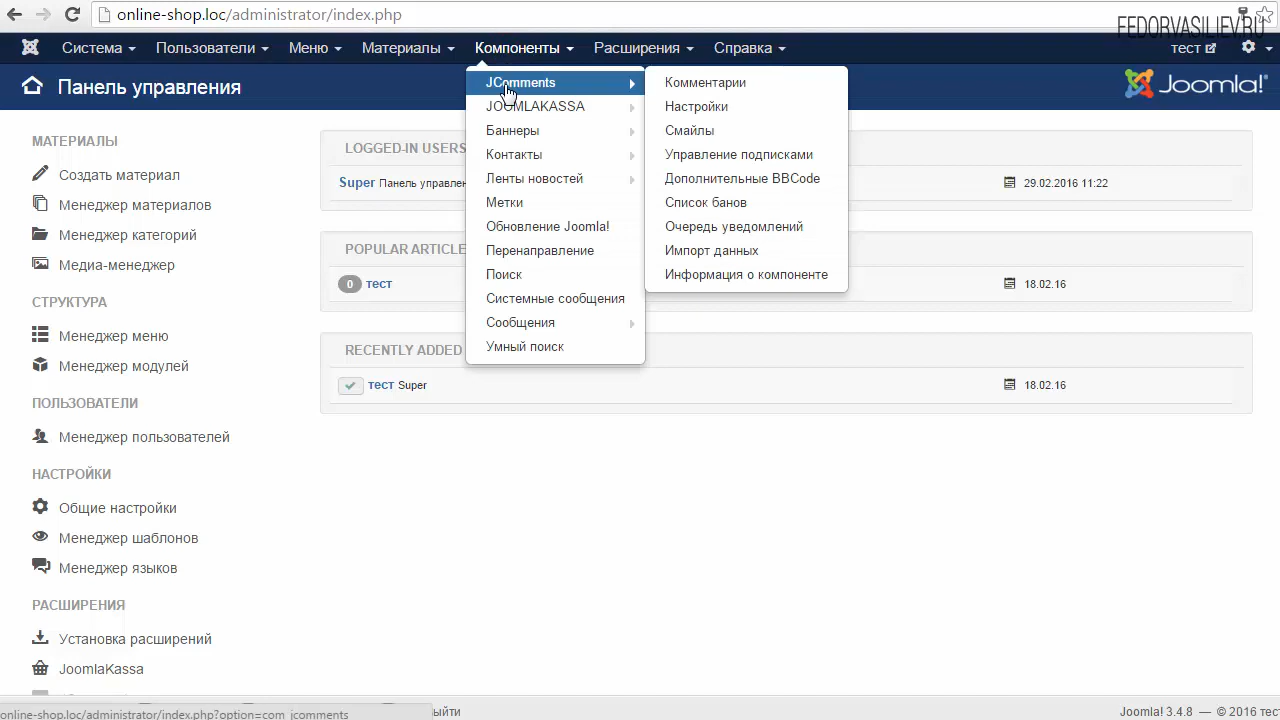 online-shop.loc/administrator/index.php
FEDORVASILIEV.RU
Система Пользователи Меню Материалы Компоненты Расширения Справка тест
Панель управления
Joomla!
JComments
JOOMLAKASSA
Баннеры
Контакты
Ленты новостей
Метки
Обновление Joomla!
Перенаправление
Поиск
Системные сообщения
Сообщения
Умный поиск
Комментарии
Настройки
Смайлы
Управление подписками
Дополнительные BBCode
Список банов
Очередь уведомлений
Импорт данных
Информация о компоненте
МАТЕРИАЛЫ
Создать материал
Менеджер материалов
Менеджер категорий
Медиа-менеджер
СТРУКТУРА
Менеджер меню
Менеджер модулей
ПОЛЬЗОВАТЕЛИ
Менеджер пользователей
НАСТРОЙКИ
Общие настройки
Менеджер шаблонов
Менеджер языков
РАСШИРЕНИЯ
Установка расширений
JoomlaKassa
LOGGED-IN USERS
Super Панель управлен 29.02.2016 11:22
POPULAR ARTICLE
0 тест 18.02.16
RECENTLY ADDED
тест Super 18.02.16
online-shop.loc/administrator/index.php?option=com_jcomments ыйти Joomla! 3.4.8 — © 2016 тес